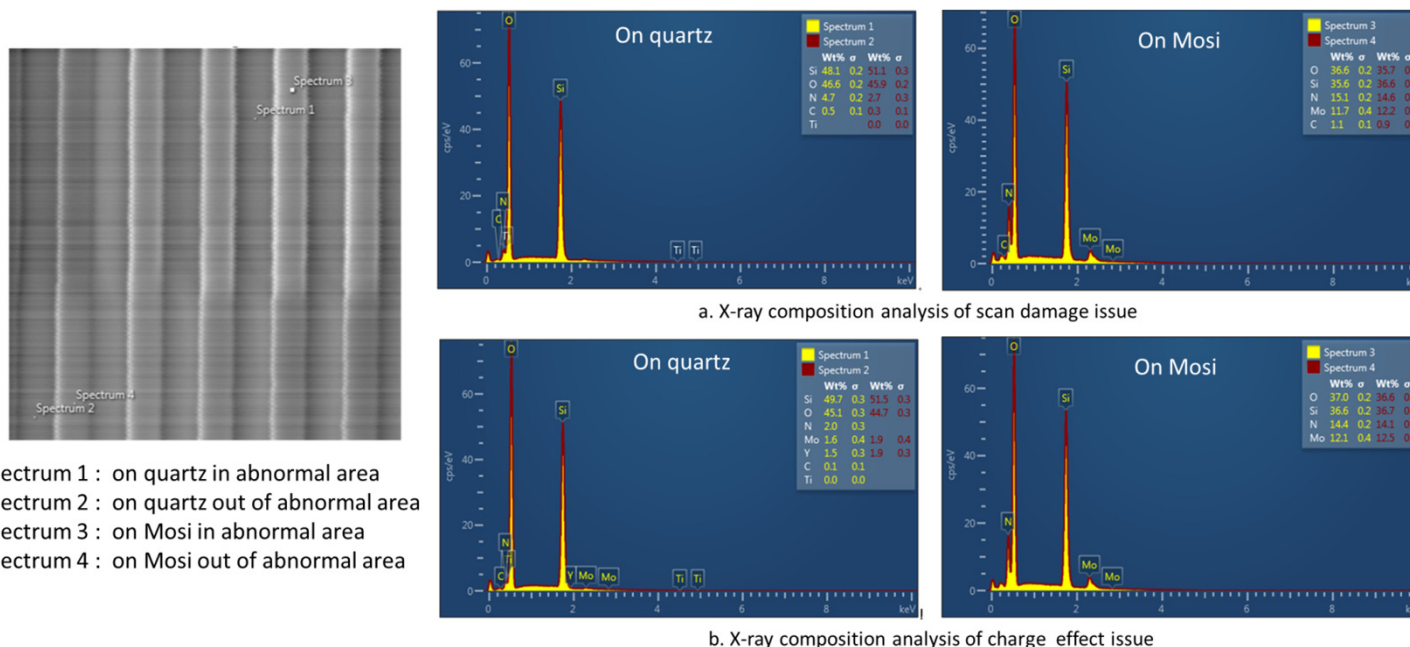 Spectrum 3
Spectrum 1
Spectrum 4
Spectrum 2
ectrum 1 : on quartz in abnormal area
ectrum 2 : on quartz out of abnormal area
ectrum 3 : on Mosi in abnormal area
ectrum 4 : on Mosi out of abnormal area
On quartz
Spectrum 1
Spectrum 2
Wt% σ Wt% σ
Si 48.1 0.2 51.1 0.3
O 46.6 0.2 45.9 0.2
N 4.7 0.2 2.7 0.3
C 0.5 0.1 0.3 0.1
Ti 0.0 0.0
cps/eV
60
40
20
0
O
Si
N
C
Ti
Ti
0 2 4 6 8 keV
On Mosi
Spectrum 3
Spectrum 4
Wt% σ Wt%
O 36.6 0.2 35.7
Si 35.6 0.2 36.6
N 15.1 0.2 14.6
Mo 11.7 0.4 12.2
C 1.1 0.1 0.9
cps/eV
60
40
20
0
O
Si
N
C
Mo
Mo
0 2 4 6 8
a. X-ray composition analysis of scan damage issue
On quartz
Spectrum 1
Spectrum 2
Wt% σ Wt% σ
Si 49.7 0.3 51.5 0.3
O 45.1 0.3 44.7 0.3
N 2.0 0.3
Mo 1.6 0.4 1.9 0.4
Y 1.5 0.3 1.9 0.3
C 0.1 0.1
Ti 0.0 0.0
cps/eV
60
40
20
0
O
Si
N
C
Y
Mo
Mo
Ti
Ti
0 2 4 6 8 keV
On Mosi
Spectrum 3
Spectrum 4
Wt% σ Wt%
O 37.0 0.2 36.6
Si 36.6 0.2 36.7
N 14.4 0.2 14.1
Mo 12.1 0.4 12.5
cps/eV
60
40
20
0
O
Si
N
Mo
Mo
0 2 4 6 8
b. X-ray composition analysis of charge effect issue